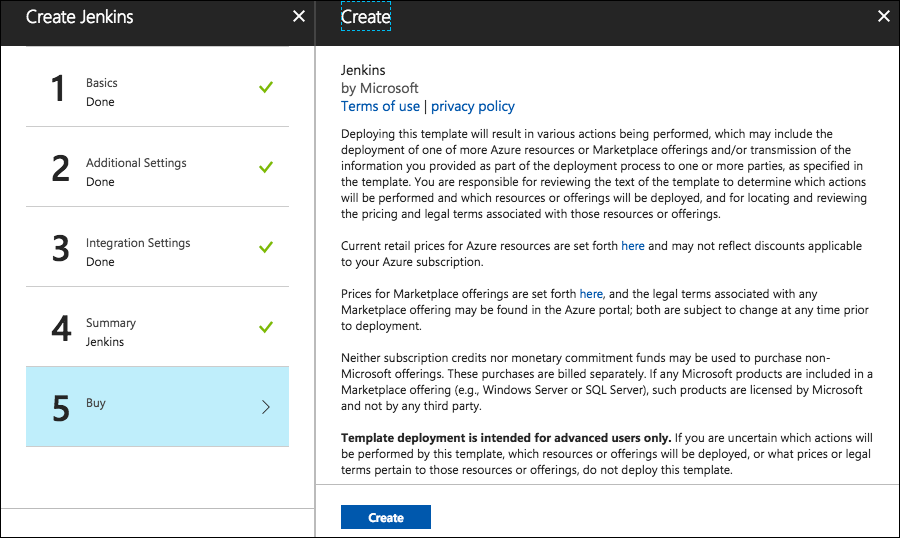 Create Jenkins
1
Basics
Done
2
Additional Settings
Done
3
Integration Settings
Done
4
Summary
Jenkins
5
Buy
Create
Jenkins
by Microsoft
Terms of use | privacy policy
Deploying this template will result in various actions being performed, which may include the
deployment of one of more Azure resources or Marketplace offerings and/or transmission of the
information you provided as part of the deployment process to one or more parties, as specified in
the template. You are responsible for reviewing the text of the template to determine which actions
will be performed and which resources or offerings will be deployed, and for locating and reviewing
the pricing and legal terms associated with those resources or offerings.
Current retail prices for Azure resources are set forth here and may not reflect discounts applicable
to your Azure subscription.
Prices for Marketplace offerings are set forth here, and the legal terms associated with any
Marketplace offering may be found in the Azure portal; both are subject to change at any time prior
to deployment.
Neither subscription credits nor monetary commitment funds may be used to purchase non-
Microsoft offerings. These purchases are billed separately. If any Microsoft products are included in a
Marketplace offering (e.g., Windows Server or SQL Server), such products are licensed by Microsoft
and not by any third party.
Template deployment is intended for advanced users only. If you are uncertain which actions will
be performed by this template, which resources or offerings will be deployed, or what prices or legal
terms pertain to those resources or offerings, do not deploy this template.
Create